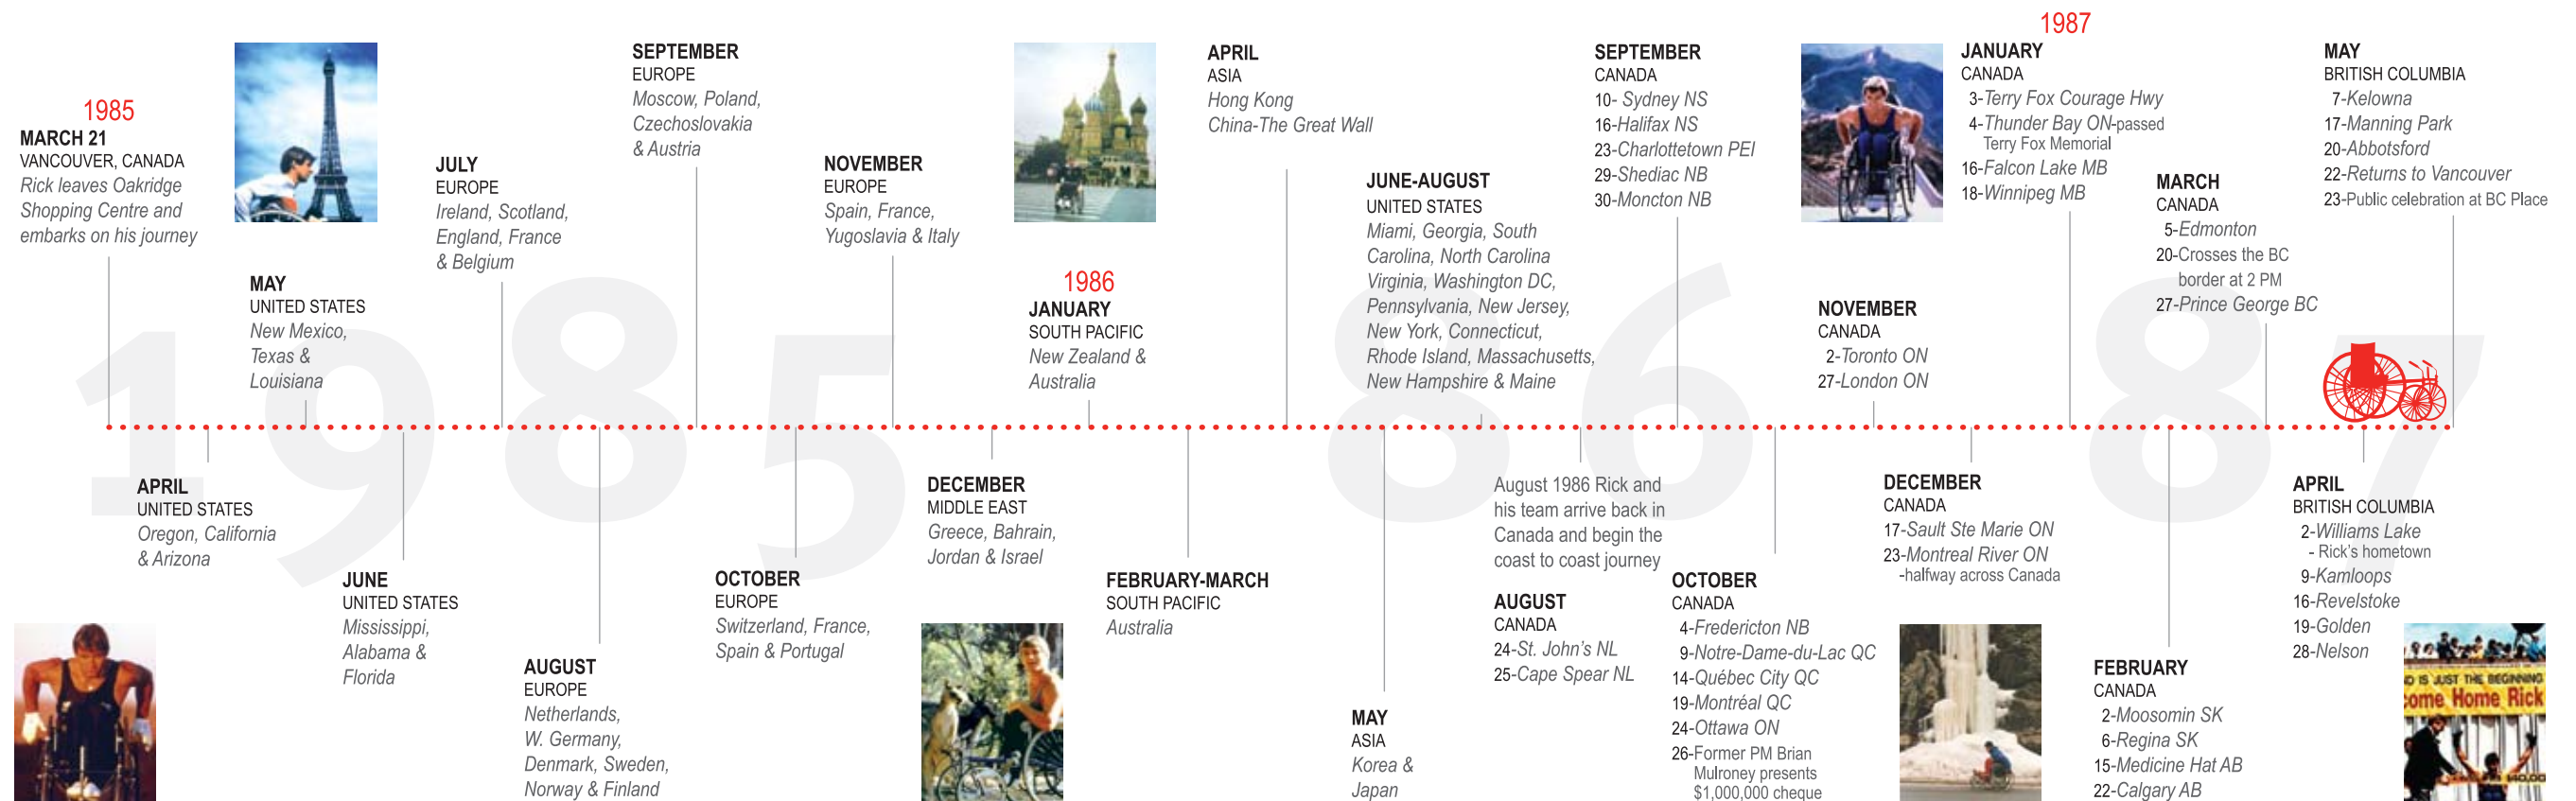 1985
MARCH 21
VANCOUVER, CANADA
Rick leaves Oakridge
Shopping Centre and
embarks on his journey
APRIL
UNITED STATES
Oregon, California
& Arizona
MAY
UNITED STATES
New Mexico,
Texas &
Louisiana
JUNE
UNITED STATES
Mississippi,
Alabama &
Florida
JULY
EUROPE
Ireland, Scotland,
England, France
& Belgium
AUGUST
EUROPE
Netherlands,
W. Germany,
Denmark, Sweden,
Norway & Finland
SEPTEMBER
EUROPE
Moscow, Poland,
Czechoslovakia
& Austria
OCTOBER
EUROPE
Switzerland, France,
Spain & Portugal
NOVEMBER
EUROPE
Spain, France,
Yugoslavia & Italy
DECEMBER
MIDDLE EAST
Greece, Bahrain,
Jordan & Israel
1986
JANUARY
SOUTH PACIFIC
New Zealand &
Australia
FEBRUARY-MARCH
SOUTH PACIFIC
Australia
APRIL
ASIA
Hong Kong
China-The Great Wall
MAY
ASIA
Korea &
Japan
JUNE-AUGUST
UNITED STATES
Miami, Georgia, South
Carolina, North Carolina
Virginia, Washington DC,
Pennsylvania, New Jersey,
New York, Connecticut,
Rhode Island, Massachusetts,
New Hampshire & Maine
August 1986 Rick and
his team arrive back in
Canada and begin the
coast to coast journey
AUGUST
CANADA
24-St. John's NL
25-Cape Spear NL
SEPTEMBER
CANADA
10- Sydney NS
16-Halifax NS
23-Charlottetown PEI
29-Shediac NB
30-Moncton NB
OCTOBER
CANADA
4-Fredericton NB
9-Notre-Dame-du-Lac QC
14-Québec City QC
19-Montréal QC
24-Ottawa ON
26-Former PM Brian
Mulroney presents
$1,000,000 cheque
NOVEMBER
CANADA
2-Toronto ON
27-London ON
DECEMBER
CANADA
17-Sault Ste Marie ON
23-Montreal River ON
-halfway across Canada
1987
JANUARY
CANADA
3-Terry Fox Courage Hwy
4-Thunder Bay ON-passed
Terry Fox Memorial
16-Falcon Lake MB
18-Winnipeg MB
FEBRUARY
CANADA
2-Moosomin SK
6-Regina SK
15-Medicine Hat AB
22-Calgary AB
MARCH
CANADA
5-Edmonton
20-Crosses the BC
border at 2 PM
27-Prince George BC
APRIL
BRITISH COLUMBIA
2-Williams Lake
- Rick's hometown
9-Kamloops
16-Revelstoke
19-Golden
28-Nelson
MAY
BRITISH COLUMBIA
7-Kelowna
17-Manning Park
20-Abbotsford
22-Returns to Vancouver
23-Public celebration at BC Place
1985
86
87
IS JUST THE BEGINNING
ome Home Rick